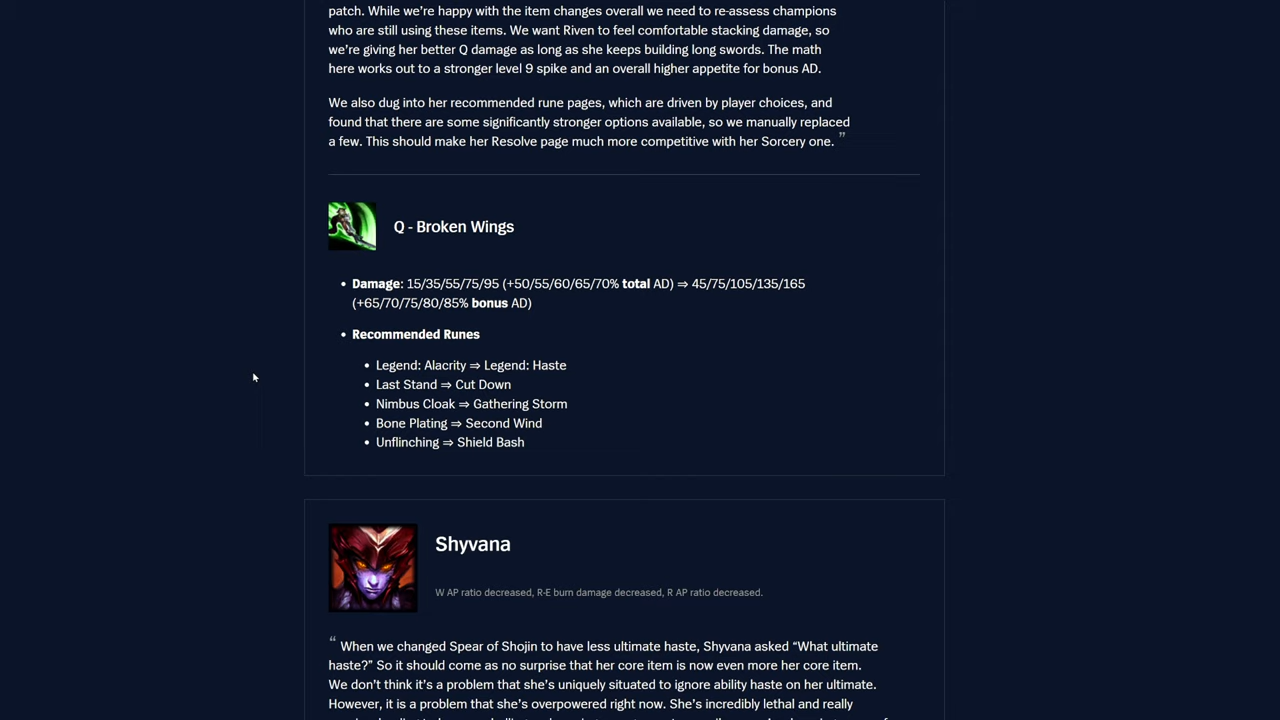 patch. While we're happy with the item changes overall we need to re-assess champions
who are still using these items. We want Riven to feel comfortable stacking damage, so
we're giving her better Q damage as long as she keeps building long swords. The math
here works out to a stronger level 9 spike and an overall higher appetite for bonus AD.
We also dug into her recommended rune pages, which are driven by player choices, and
found that there are some significantly stronger options available, so we manually replaced
a few. This should make her Resolve page much more competitive with her Sorcery one. ”
Q - Broken Wings
• Damage: 15/35/55/75/95 (+50/55/60/65/70% total AD) ⇒ 45/75/105/135/165
(+65/70/75/80/85% bonus AD)
• Recommended Runes
• Legend: Alacrity ⇒ Legend: Haste
• Last Stand ⇒ Cut Down
• Nimbus Cloak ⇒ Gathering Storm
• Bone Plating ⇒ Second Wind
• Unflinching ⇒ Shield Bash
Shyvana
W AP ratio decreased, R-E burn damage decreased, R AP ratio decreased.
“ When we changed Spear of Shojin to have less ultimate haste, Shyvana asked “What ultimate
haste?” So it should come as no surprise that her core item is now even more her core item.
We don't think it's a problem that she's uniquely situated to ignore ability haste on her ultimate.
However, it is a problem that she's overpowered right now. She's incredibly lethal and really